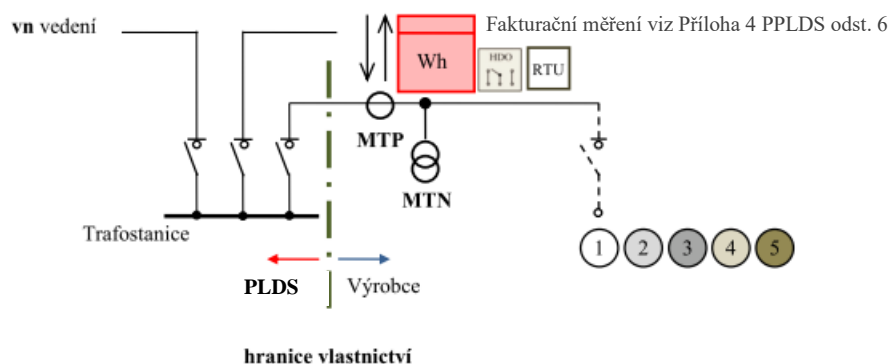 vn vedení
Fakturační měření viz Příloha 4 PPLDS odst. 6
Wh
HDO
RTU
MTP
MTN
Trafostanice
1 2 3 4 5
PLDS
Výrobce
hranice vlastnictví